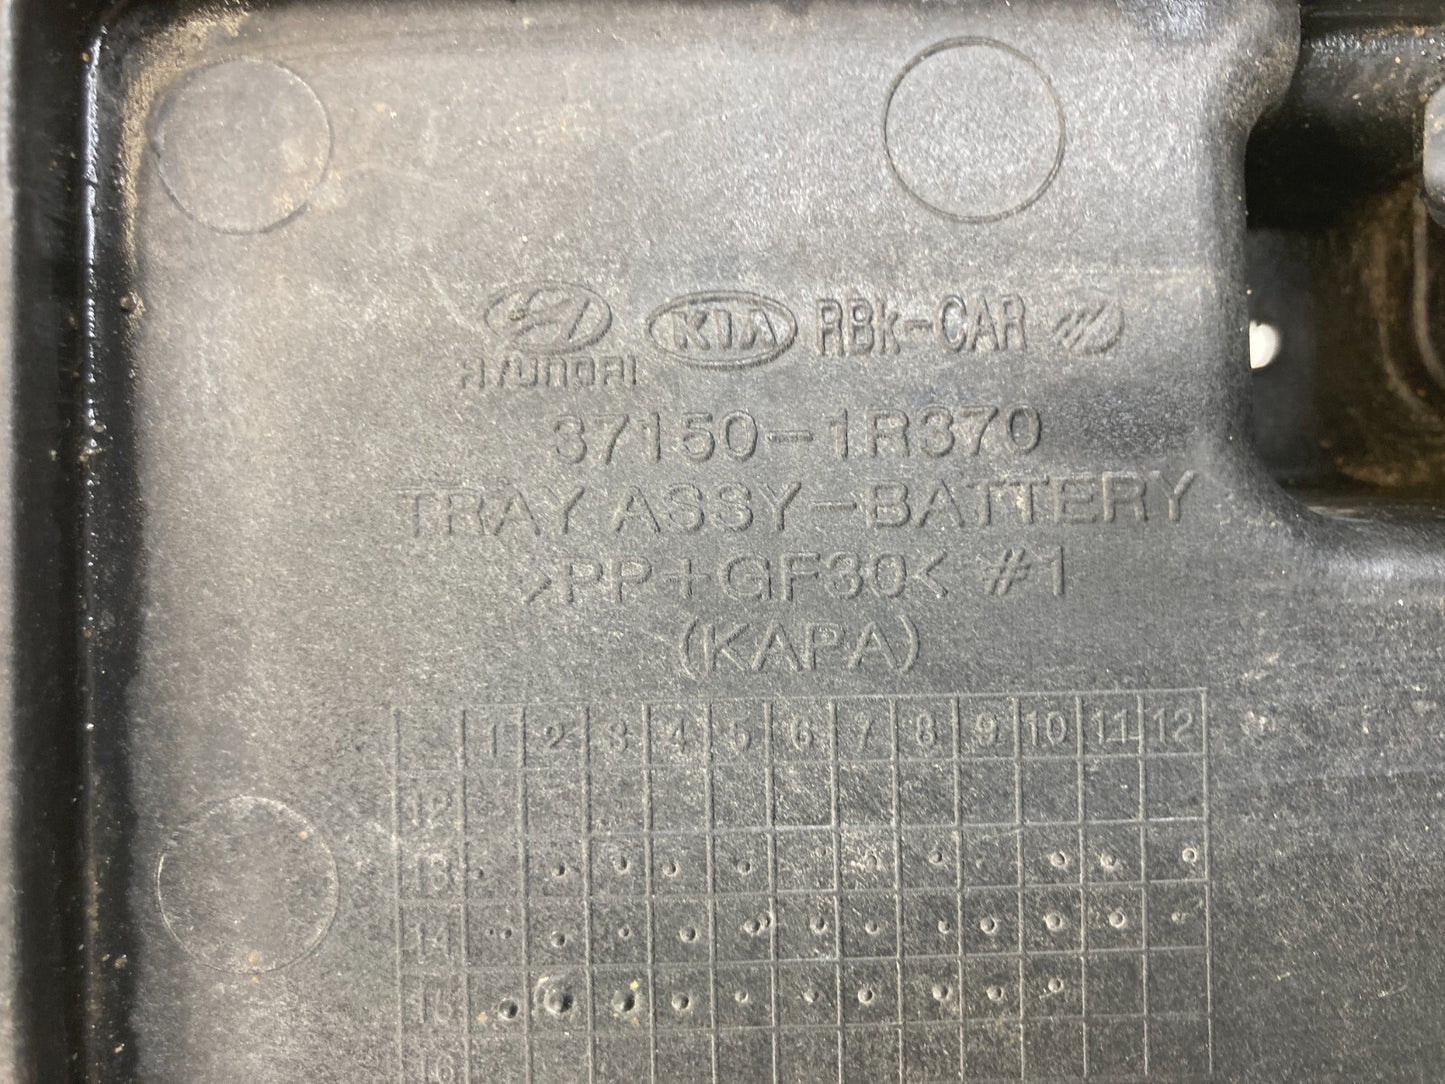 HYUNDAI KIA RBk-CAR
37150-1R370
TRAY ASSY-BATTERY
>PP+GF30< #1
(KAPA)
1 2 3 4 5 6 7 8 9 10 11 12
12
13
14
15